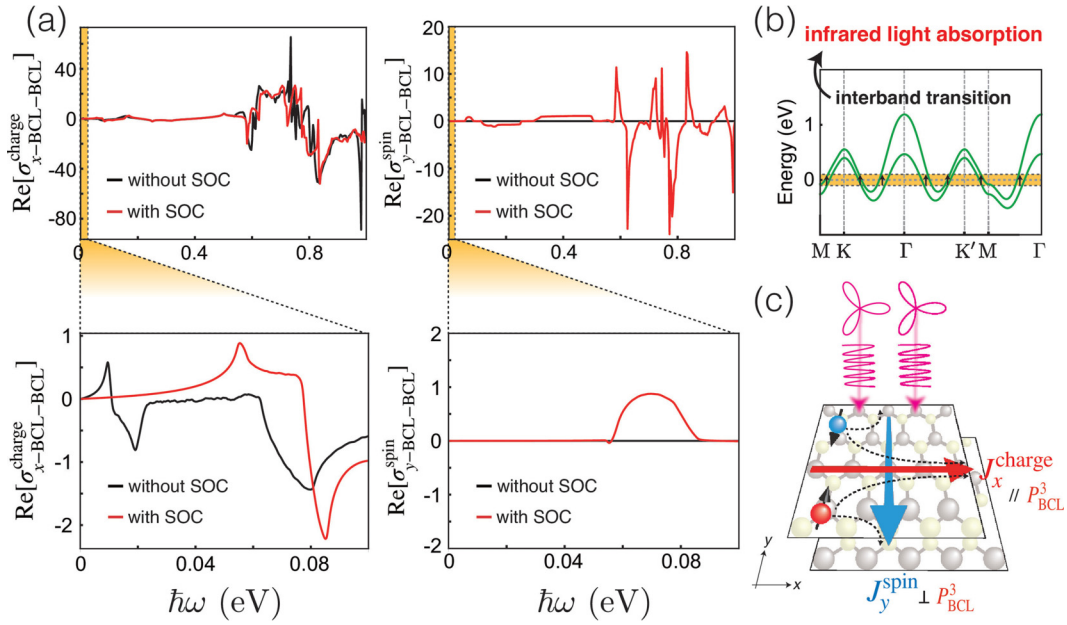 (a)
Re[σ^charge_x-BCL-BCL]
40
0
-40
-80
without SOC
with SOC
0 0.4 0.8
Re[σ^spin_y-BCL-BCL]
20
10
0
-10
20
without SOC
with SOC
0 0.4 0.8
Re[σ^charge_x-BCL-BCL]
1
0
-1
-2
without SOC
with SOC
0 0.04 0.08
ħω (eV)
Re[σ^spin_y-BCL-BCL]
2
1
0
-1
-2
without SOC
with SOC
0 0.04 0.08
ħω (eV)
(b)
infrared light absorption
interband transition
Energy (eV)
1
0
M K Γ K′ M Γ
(c)
J_x^charge
// P^3_BCL
J_y^spin ⊥ P^3_BCL
y
x